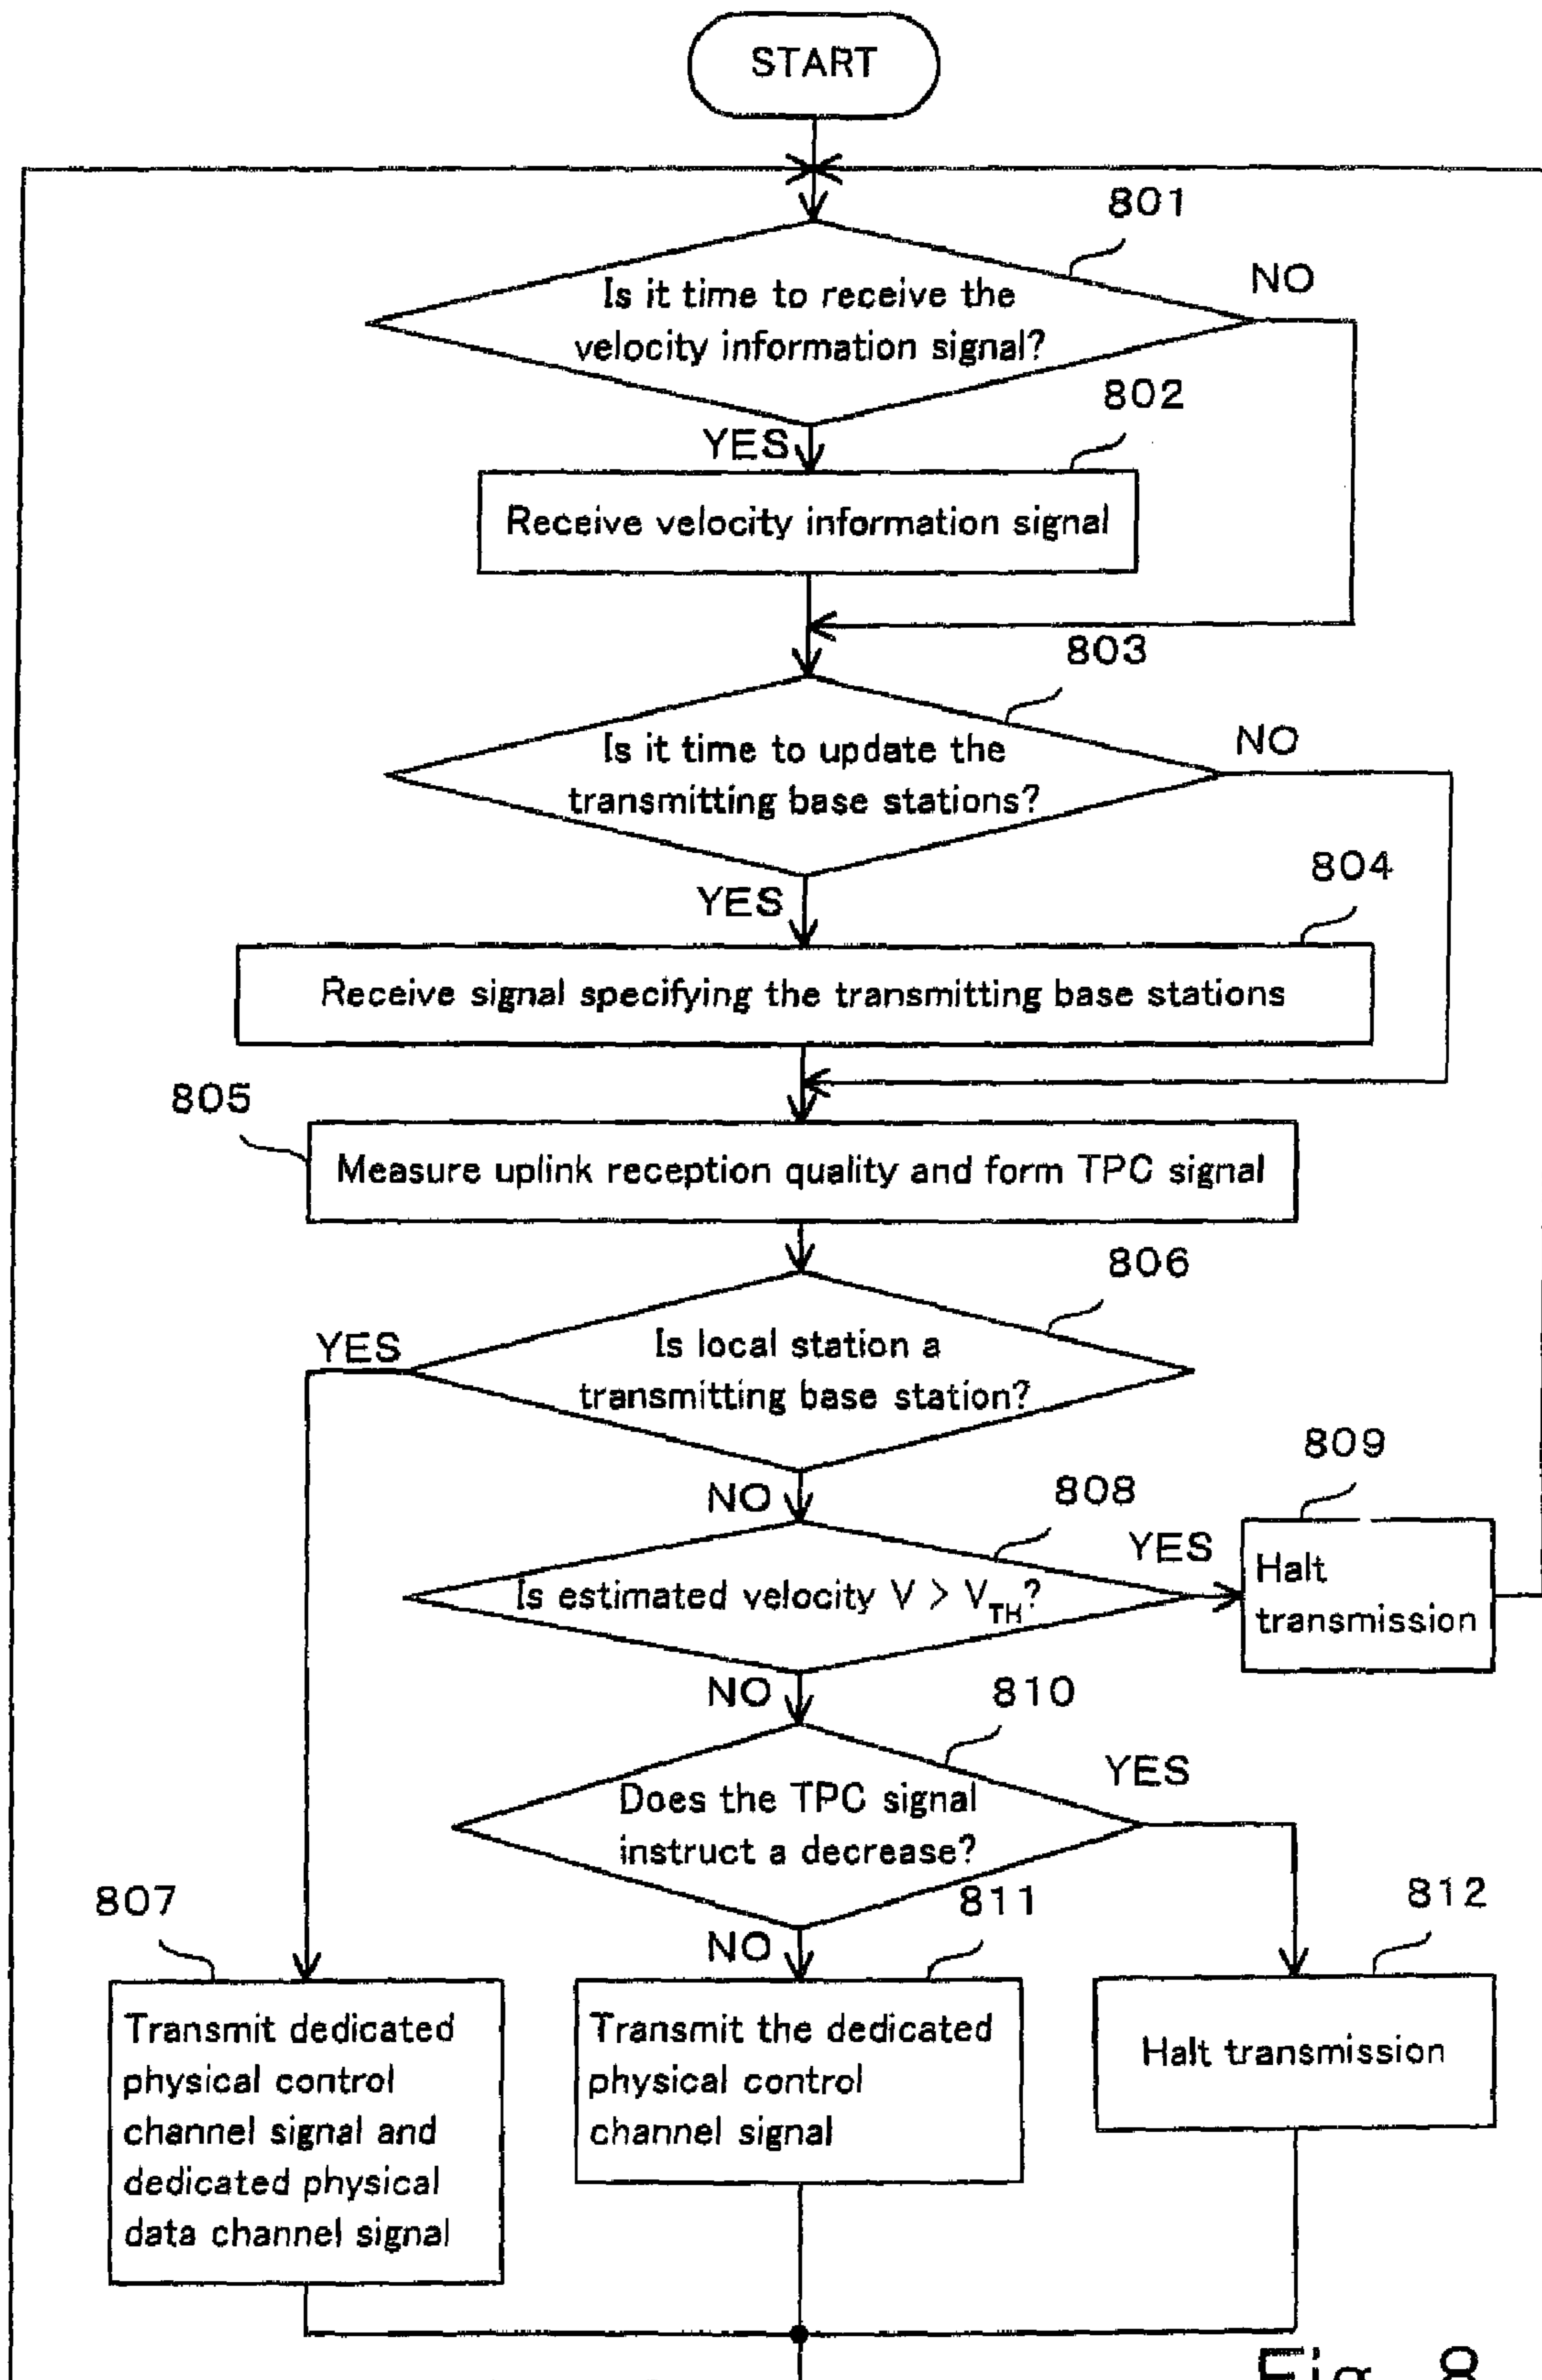 START
801
Is it time to receive the
velocity information signal?
NO
YES
802
Receive velocity information signal
803
Is it time to update the
transmitting base stations?
NO
YES
804
Receive signal specifying the transmitting base stations
805
Measure uplink reception quality and form TPC signal
806
Is local station a
transmitting base station?
YES
NO
808
Is estimated velocity V > V_TH?
YES
809
Halt
transmission
NO
810
Does the TPC signal
instruct a decrease?
YES
NO
807
Transmit dedicated
physical control
channel signal and
dedicated physical
data channel signal
811
Transmit the dedicated
physical control
channel signal
812
Halt transmission
Fig. 8